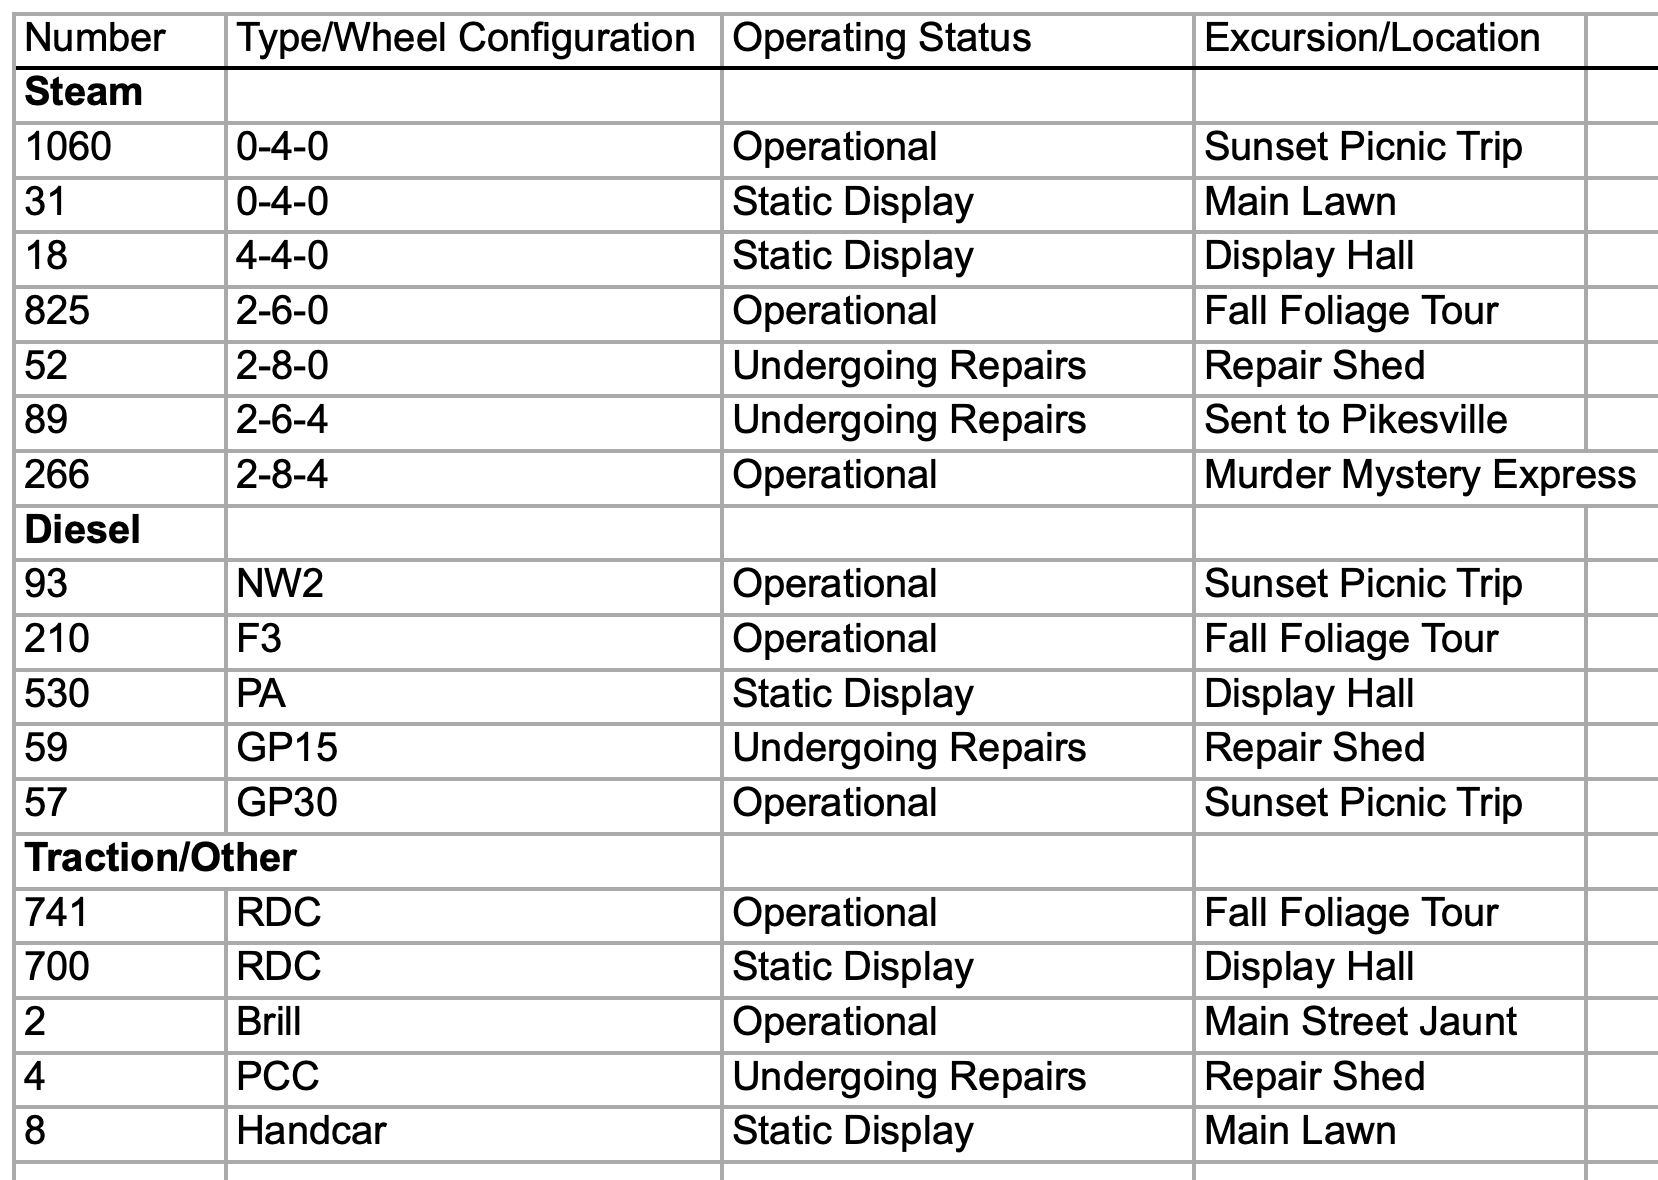 Number Type/Wheel Configuration Operating Status Excursion/Location
Steam
1060 0-4-0 Operational Sunset Picnic Trip
31 0-4-0 Static Display Main Lawn
18 4-4-0 Static Display Display Hall
825 2-6-0 Operational Fall Foliage Tour
52 2-8-0 Undergoing Repairs Repair Shed
89 2-6-4 Undergoing Repairs Sent to Pikesville
266 2-8-4 Operational Murder Mystery Express
Diesel
93 NW2 Operational Sunset Picnic Trip
210 F3 Operational Fall Foliage Tour
530 PA Static Display Display Hall
59 GP15 Undergoing Repairs Repair Shed
57 GP30 Operational Sunset Picnic Trip
Traction/Other
741 RDC Operational Fall Foliage Tour
700 RDC Static Display Display Hall
2 Brill Operational Main Street Jaunt
4 PCC Undergoing Repairs Repair Shed
8 Handcar Static Display Main Lawn